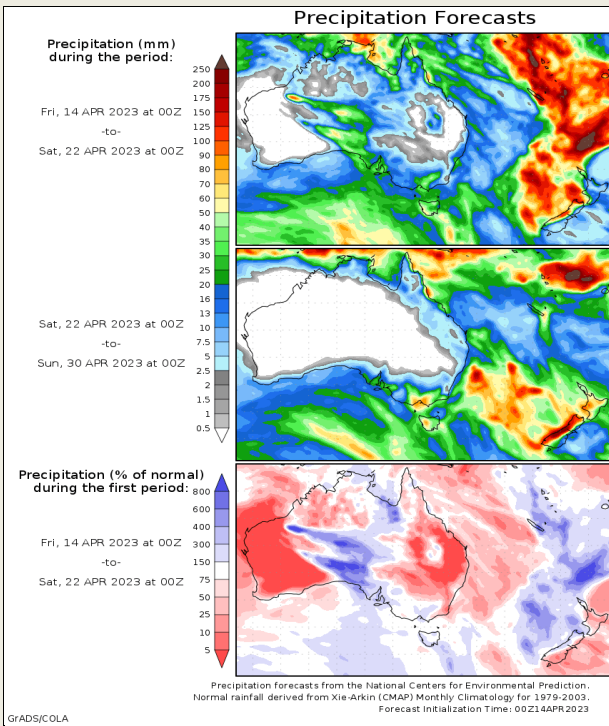 Precipitation Forecasts
Precipitation (mm)
during the period:
Fri, 14 APR 2023 at 00Z
-to-
Sat, 22 APR 2023 at 00Z
250
200
175
150
125
100
90
80
70
60
50
40
35
30
25
20
16
13
10
7.5
5
2.5
2
1.5
1
0.5
Sat, 22 APR 2023 at 00Z
-to-
Sun, 30 APR 2023 at 00Z
Precipitation (% of normal)
during the first period:
Fri, 14 APR 2023 at 00Z
-to-
Sat, 22 APR 2023 at 00Z
800
600
400
300
150
75
50
25
10
5
Precipitation forecasts from the National Centers for Environmental Prediction.
Normal rainfall derived from Xie-Arkin (CMAP) Monthly Climatology for 1979-2003.
Forecast Initialization Time: 00Z14APR2023
GrADS/COLA